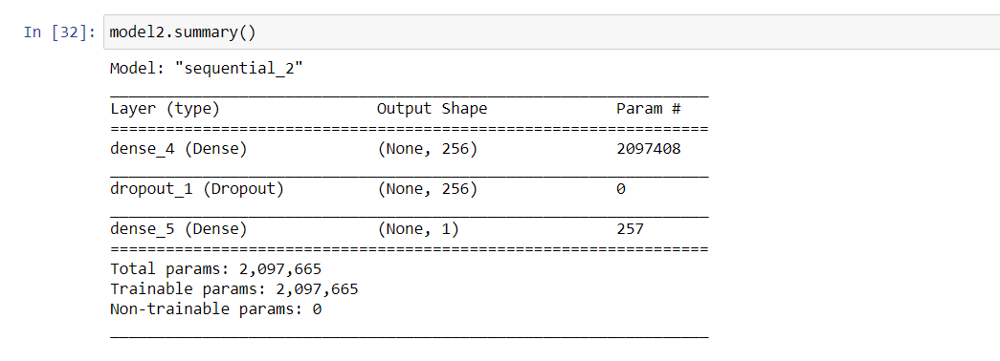 In [32]: model2.summary()
Model: "sequential_2"
_________________________________________________________________
Layer (type)                 Output Shape              Param #
=================================================================
dense_4 (Dense)              (None, 256)               2097408
_________________________________________________________________
dropout_1 (Dropout)          (None, 256)               0
_________________________________________________________________
dense_5 (Dense)              (None, 1)                 257
=================================================================
Total params: 2,097,665
Trainable params: 2,097,665
Non-trainable params: 0
_________________________________________________________________